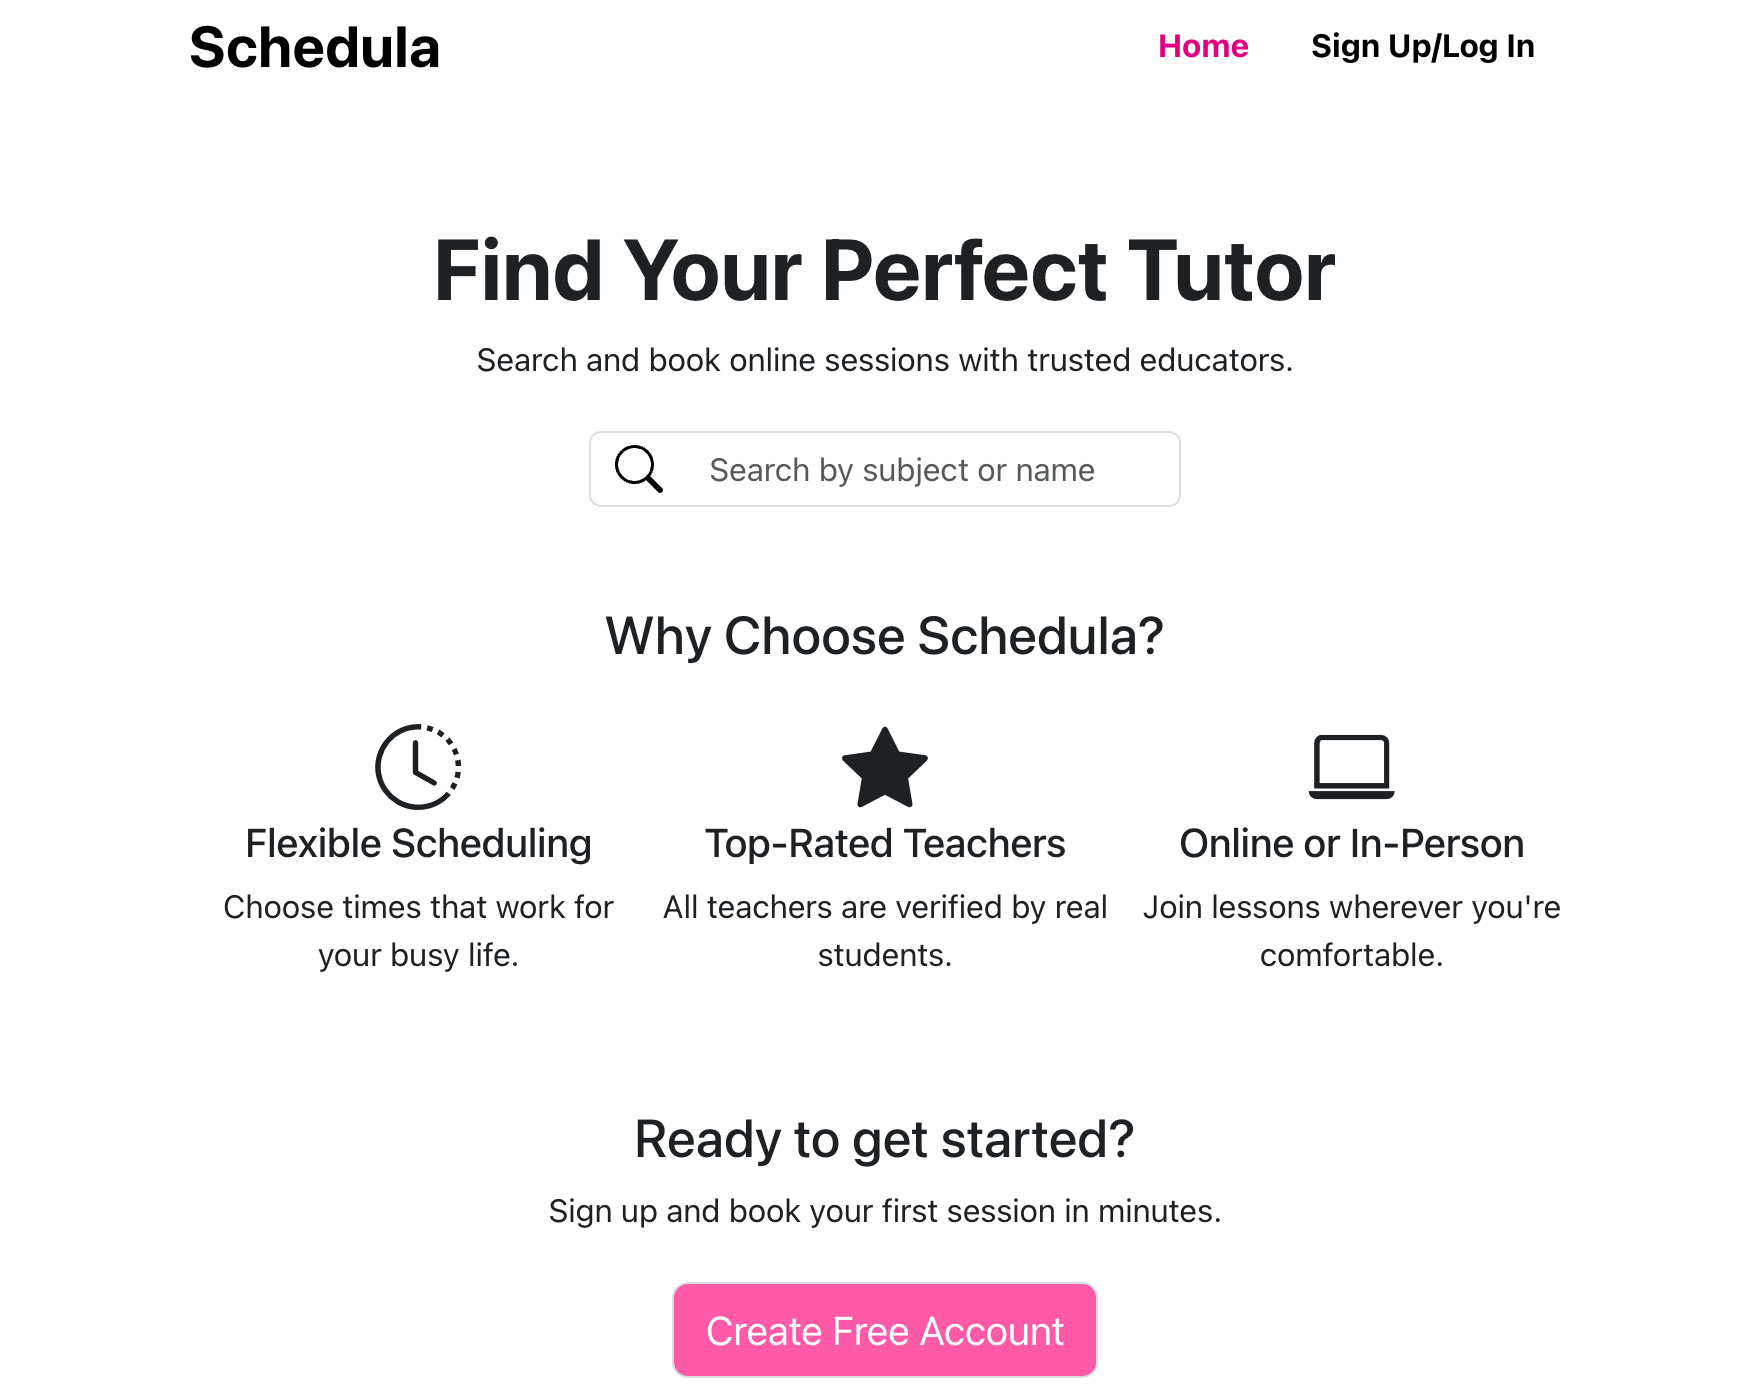 Schedula
Home
Sign Up/Log In
Find Your Perfect Tutor
Search and book online sessions with trusted educators.
Search by subject or name
Why Choose Schedula?
Flexible Scheduling
Choose times that work for
your busy life.
Top-Rated Teachers
All teachers are verified by real
students.
Online or In-Person
Join lessons wherever you're
comfortable.
Ready to get started?
Sign up and book your first session in minutes.
Create Free Account